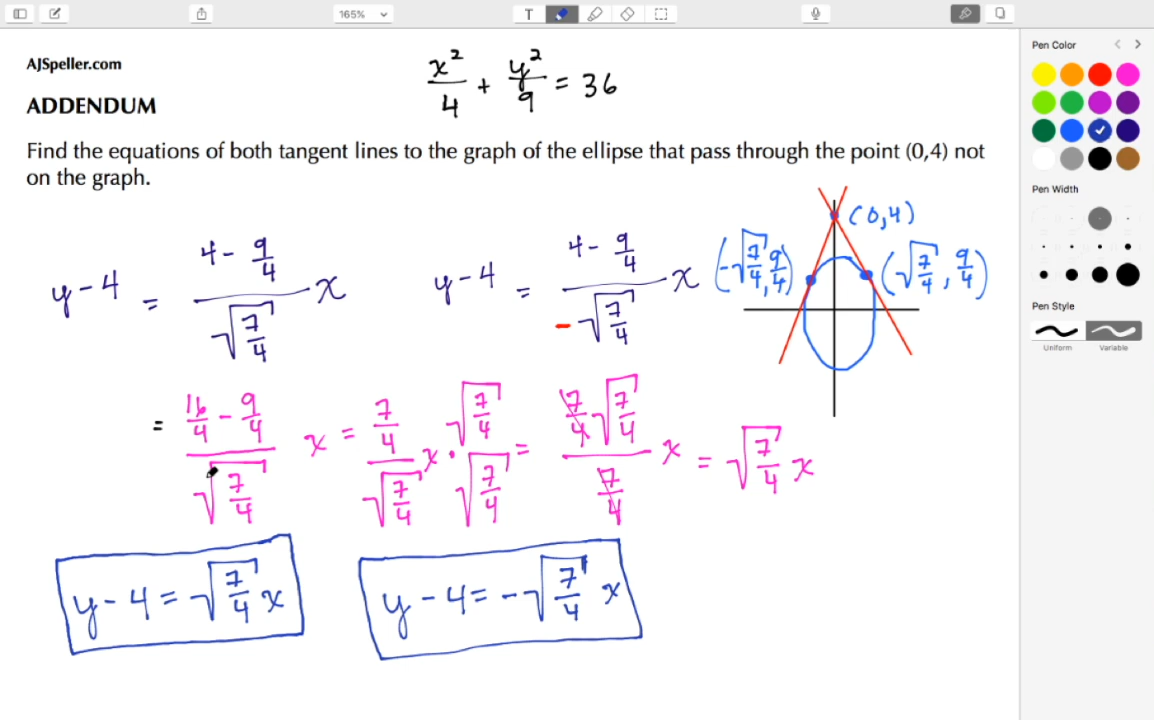 165%
T
AJSpeller.com
Pen Color
x²/4 + y²/9 = 36
ADDENDUM
Find the equations of both tangent lines to the graph of the ellipse that pass through the point (0,4) not
on the graph.
Pen Width
(0,4)
(-√(7/4), 9/4)
(√(7/4), 9/4)
y-4 = (4 - 9/4)/√(7/4) x
y-4 = (4 - 9/4)/-√(7/4) x
Pen Style
Uniform
Variable
= (16/4 - 9/4)/√(7/4) x = (7/4)/√(7/4) x · √(7/4)/√(7/4) = (7/4 √(7/4))/(7/4) x = √(7/4) x
y-4 = √(7/4) x
y-4 = -√(7/4) x